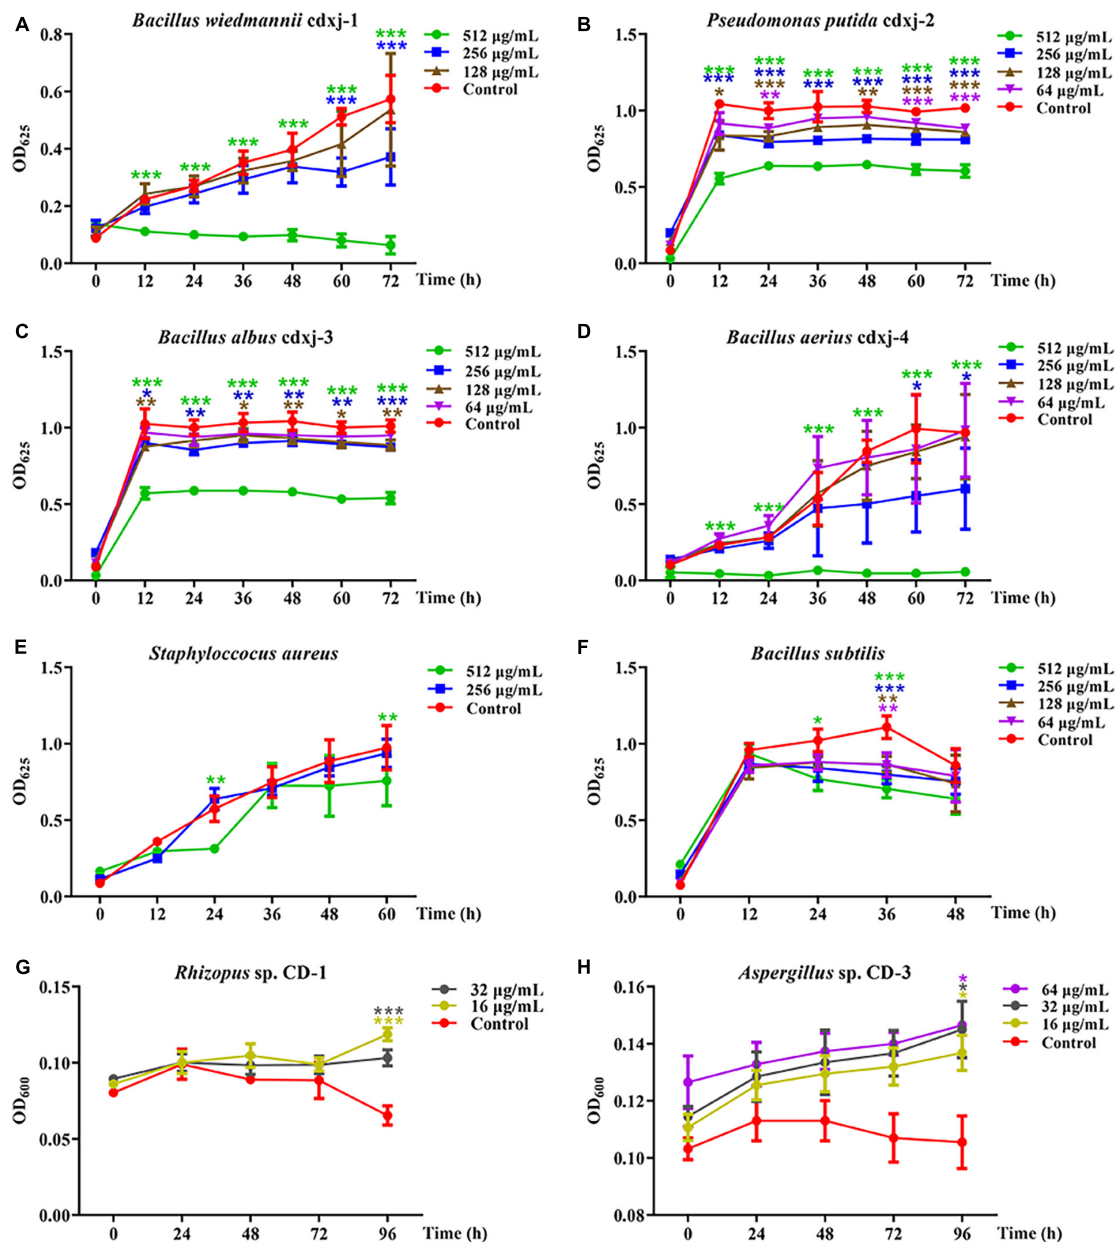 A
Bacillus wiedmannii cdxj-1
0.8
0.6
0.4
0.2
0.0
OD625
***
***
***
***
***
***
***
***
512 µg/mL
256 µg/mL
128 µg/mL
Control
0 12 24 36 48 60 72 Time (h)
B
Pseudomonas putida cdxj-2
1.5
1.0
0.5
0.0
OD625
*** *** *** *** *** ***
*** *** *** *** *** ***
* *** ** *** ***
** *** ***
512 µg/mL
256 µg/mL
128 µg/mL
64 µg/mL
Control
0 12 24 36 48 60 72 Time (h)
C
Bacillus albus cdxj-3
1.5
1.0
0.5
0.0
OD625
*** *** *** *** *** ***
* ** ** ** ** ***
** * ** * **
512 µg/mL
256 µg/mL
128 µg/mL
64 µg/mL
Control
0 12 24 36 48 60 72 Time (h)
D
Bacillus aerius cdxj-4
1.5
1.0
0.5
0.0
OD625
*** *** *** *** *** ***
* *
512 µg/mL
256 µg/mL
128 µg/mL
64 µg/mL
Control
0 12 24 36 48 60 72 Time (h)
E
Staphyloccocus aureus
1.5
1.0
0.5
0.0
OD625
** **
512 µg/mL
256 µg/mL
Control
0 12 24 36 48 60 Time (h)
F
Bacillus subtilis
1.5
1.0
0.5
0.0
OD625
* ***
***
**
**
512 µg/mL
256 µg/mL
128 µg/mL
64 µg/mL
Control
0 12 24 36 48 Time (h)
G
Rhizopus sp. CD-1
0.15
0.10
0.05
0.00
OD600
***
***
32 µg/mL
16 µg/mL
Control
0 24 48 72 96 Time (h)
H
Aspergillus sp. CD-3
0.16
0.14
0.12
0.10
0.08
OD600
*
*
*
64 µg/mL
32 µg/mL
16 µg/mL
Control
0 24 48 72 96 Time (h)